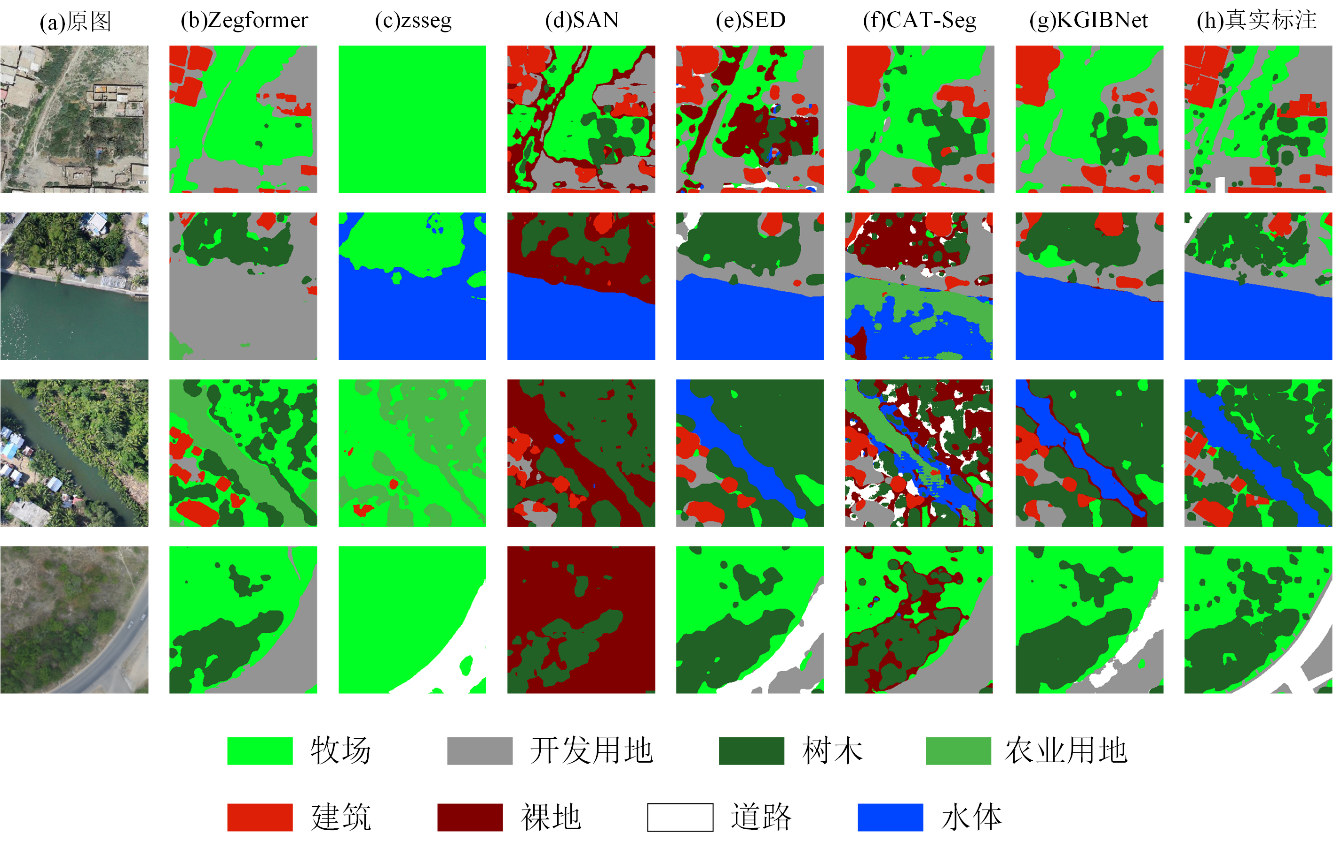 (a)原图 (b)Zegformer (c)zsseg (d)SAN (e)SED (f)CAT-Seg (g)KGIBNet (h)真实标注
牧场 开发用地 树木 农业用地
建筑 裸地 道路 水体